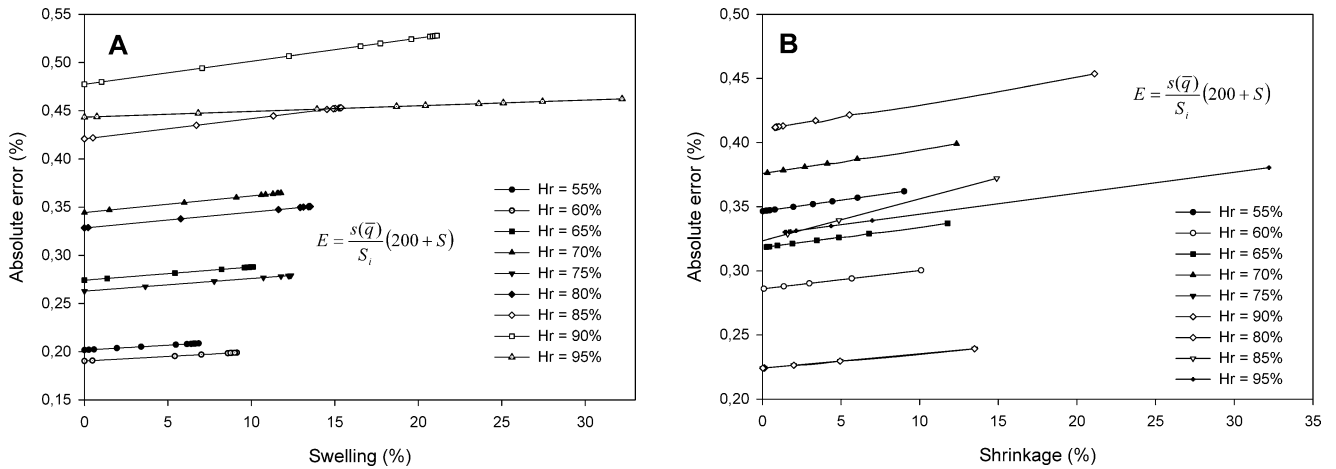 A
Absolute error (%)
0,55
0,50
0,45
0,40
0,35
0,30
0,25
0,20
0,15
0 5 10 15 20 25 30
Swelling (%)
E = s(q̅)/Sᵢ (200 + S)
Hr = 55%
Hr = 60%
Hr = 65%
Hr = 70%
Hr = 75%
Hr = 80%
Hr = 85%
Hr = 90%
Hr = 95%
B
Absolute error (%)
0,50
0,45
0,40
0,35
0,30
0,25
0,20
0 5 10 15 20 25 30 35
Shrinkage (%)
E = s(q̅)/Sᵢ (200 + S)
Hr = 55%
Hr = 60%
Hr = 65%
Hr = 70%
Hr = 75%
Hr = 90%
Hr = 80%
Hr = 85%
Hr = 95%